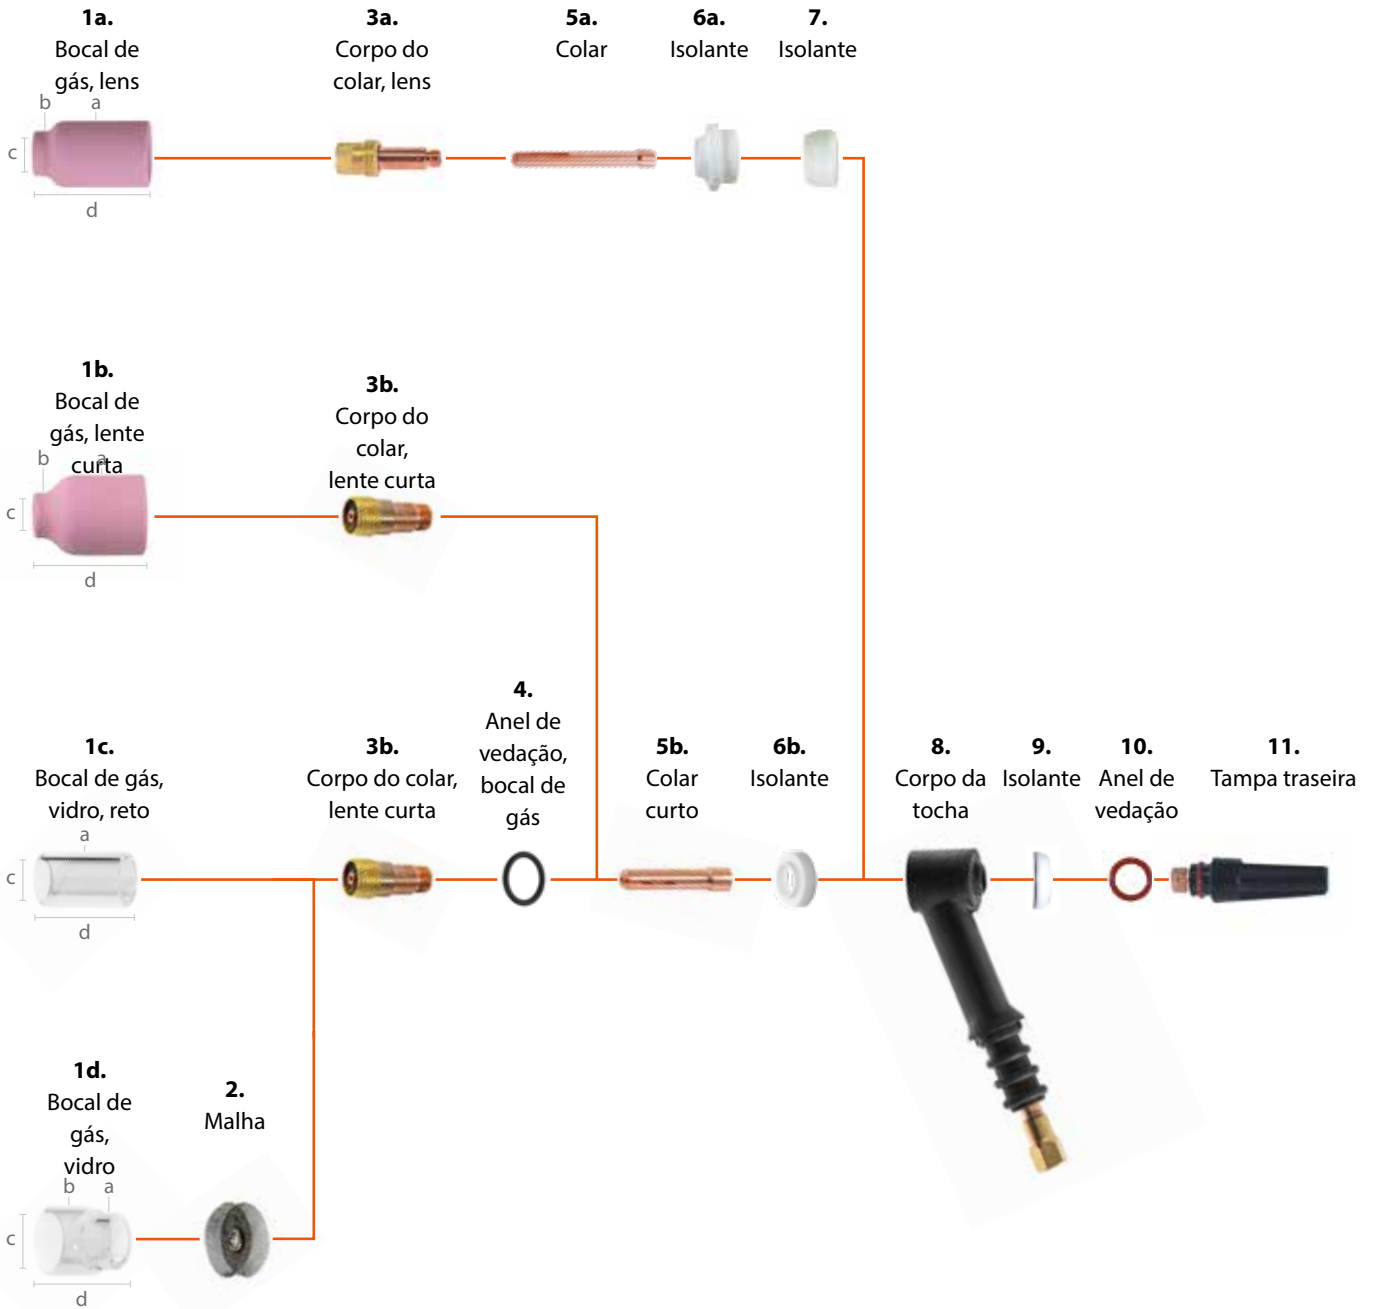 1a.
Bocal de
gás, lens
3a.
Corpo do
colar, lens
5a.
Colar
6a.
Isolante
7.
Isolante
b
a
c
d
1b.
Bocal de
gás, lente
curta
3b.
Corpo do
colar,
lente curta
b
a
c
d
1c.
Bocal de gás,
vidro, reto
3b.
Corpo do colar,
lente curta
4.
Anel de
vedação,
bocal de
gás
5b.
Colar
curto
6b.
Isolante
8.
Corpo da
tocha
9.
Isolante
10.
Anel de
vedação
11.
Tampa traseira
a
c
d
1d.
Bocal de
gás,
vidro
2.
Malha
b
a
c
d